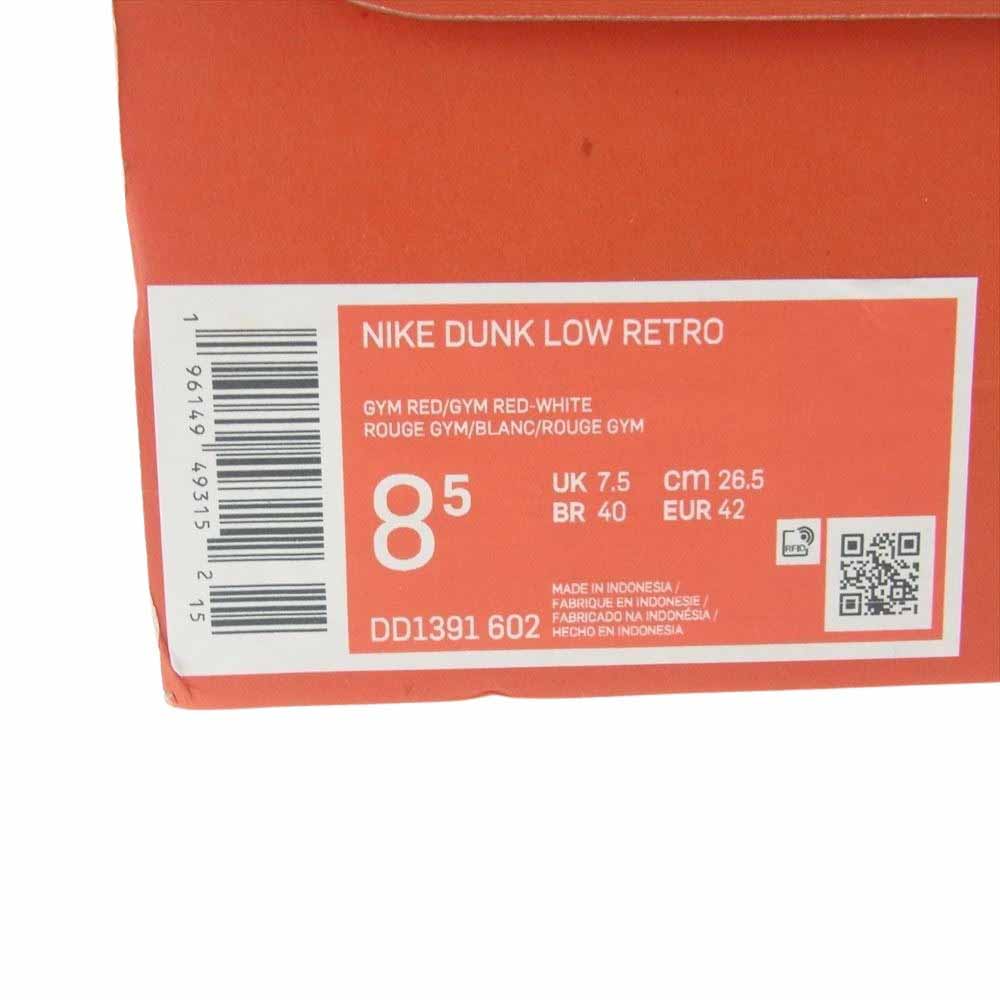 NIKE DUNK LOW RETRO
GYM RED/GYM RED-WHITE
ROUGE GYM/BLANC/ROUGE GYM
8 5
UK 7.5 cm 26.5
BR 40 EUR 42
RFID
DD1391 602
MADE IN INDONESIA /
FABRIQUE EN INDONESIE /
FABRICADO NA INDONÉSIA /
HECHO EN INDONESIA
1 96149 49315 2 15